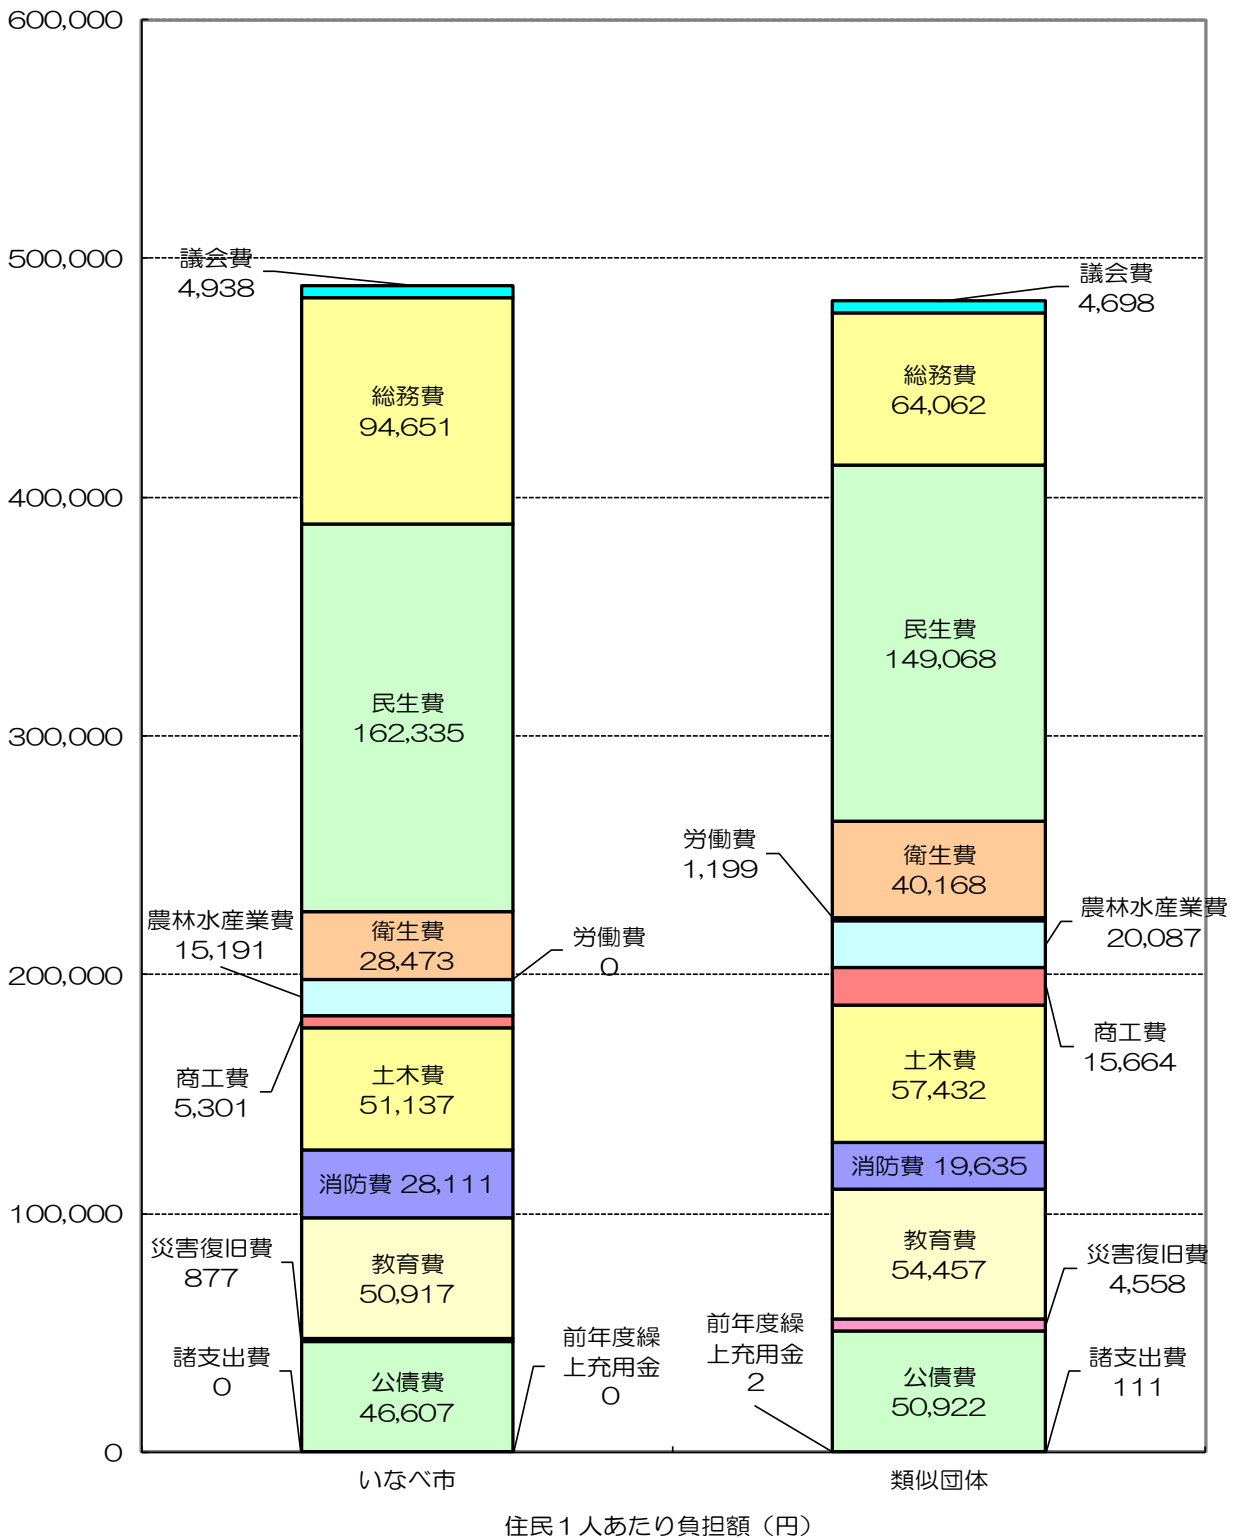 600,000
500,000
400,000
300,000
200,000
100,000
0
議会費
4,938
総務費
94,651
民生費
162,335
衛生費
28,473
労働費
0
農林水産業費
15,191
商工費
5,301
土木費
51,137
消防費 28,111
教育費
50,917
災害復旧費
877
諸支出費
0
公債費
46,607
前年度繰
上充用金
0
議会費
4,698
総務費
64,062
民生費
149,068
衛生費
40,168
労働費
1,199
農林水産業費
20,087
商工費
15,664
土木費
57,432
消防費 19,635
教育費
54,457
災害復旧費
4,558
前年度繰
上充用金
2
公債費
50,922
諸支出費
111
いなべ市
類似団体
住民１人あたり負担額（円）